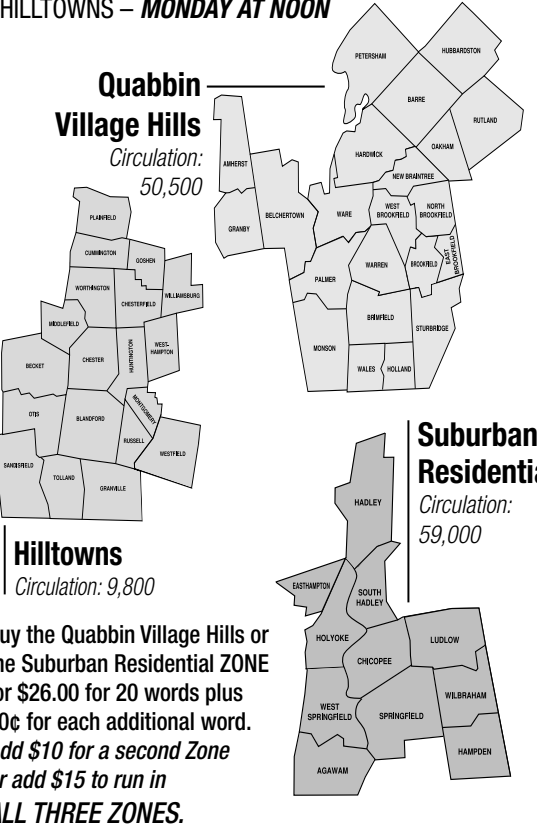 HILLTOWNS – MONDAY AT NOON
Quabbin
Village Hills
Circulation:
50,500
PETERSHAM
HUBBARDSTON
BARRE
RUTLAND
OAKHAM
HARDWICK
NEW BRAINTREE
AMHERST
BELCHERTOWN
GRANBY
WARE
WEST
BROOKFIELD
NORTH
BROOKFIELD
EAST
BROOKFIELD
BROOKFIELD
WARREN
PALMER
BRIMFIELD
STURBRIDGE
MONSON
WALES
HOLLAND
PLAINFIELD
CUMMINGTON
GOSHEN
WORTHINGTON
CHESTERFIELD
WILLIAMSBURG
MIDDLEFIELD
WEST-
HAMPTON
HUNTINGTON
CHESTER
BECKET
MONTGOMERY
OTIS
BLANDFORD
RUSSELL
WESTFIELD
SANDISFIELD
TOLLAND
GRANVILLE
Hilltowns
Circulation: 9,800
Suburban
Residentia
Circulation:
59,000
HADLEY
EASTHAMPTON
SOUTH
HADLEY
HOLYOKE
LUDLOW
CHICOPEE
WEST
SPRINGFIELD
SPRINGFIELD
WILBRAHAM
HAMPDEN
AGAWAM
uy the Quabbin Village Hills or
he Suburban Residential ZONE
or $26.00 for 20 words plus
0¢ for each additional word.
dd $10 for a second Zone
r add $15 to run in
ALL THREE ZONES.